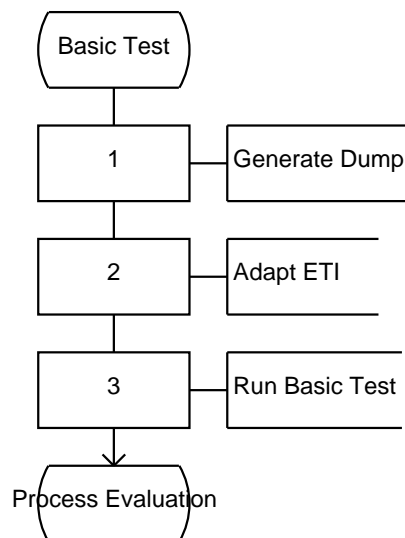 Basic Test
1
Generate Dump
2
Adapt ETI
3
Run Basic Test
Process Evaluation